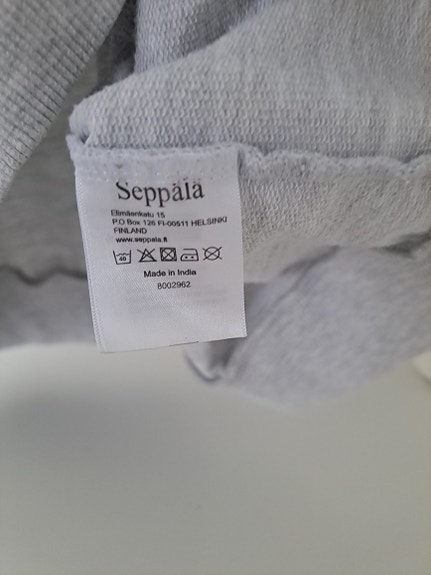 Seppälä
Elimäenkatu 15
P.O Box 126 FI-00511 HELSINKI
FINLAND
www.seppala.fi
40
Made in India
8002962